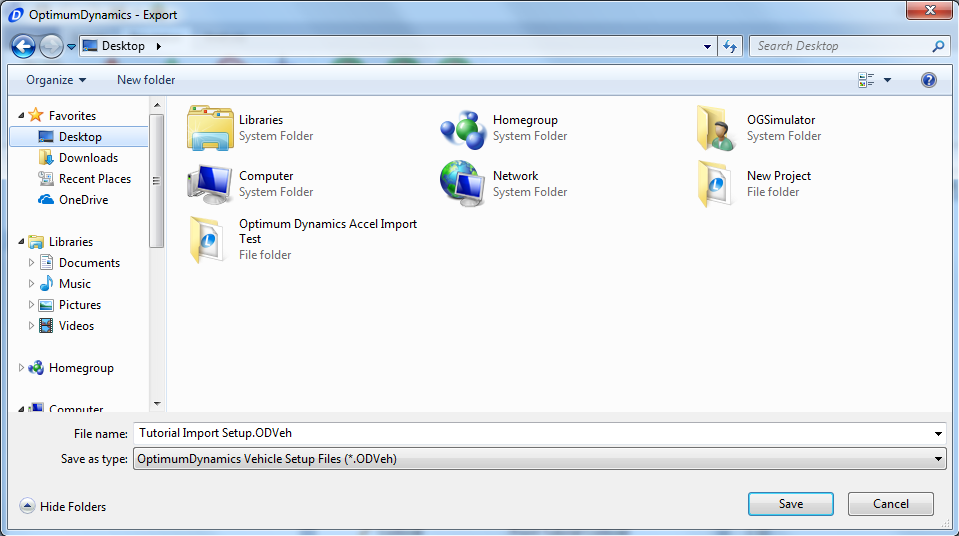 OptimumDynamics - Export
Desktop
Search Desktop
Organize
New folder
Favorites
Desktop
Downloads
Recent Places
OneDrive
Libraries
Documents
Music
Pictures
Videos
Homegroup
Computer
Libraries
System Folder
Homegroup
System Folder
OGSimulator
System Folder
Computer
System Folder
Network
System Folder
New Project
File folder
Optimum Dynamics Accel Import
Test
File folder
File name: Tutorial Import Setup.ODVeh
Save as type: OptimumDynamics Vehicle Setup Files (*.ODVeh)
Hide Folders
Save
Cancel